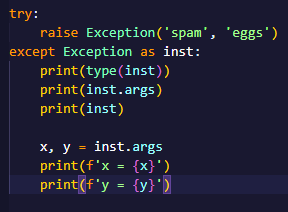 try:
    raise Exception('spam', 'eggs')
except Exception as inst:
    print(type(inst))
    print(inst.args)
    print(inst)

    x, y = inst.args
    print(f'x = {x}')
    print(f'y = {y}')